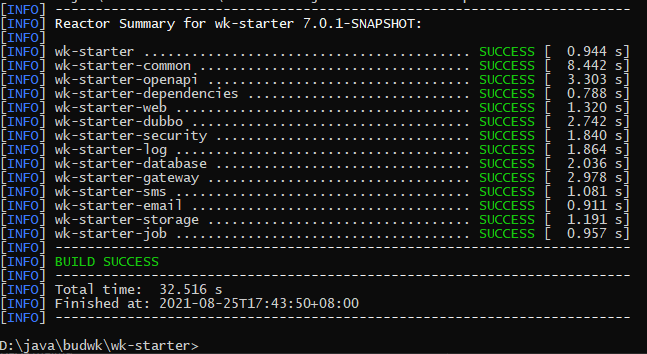 [INFO] ------------------------------------------------------------------------
[INFO] Reactor Summary for wk-starter 7.0.1-SNAPSHOT:
[INFO]
[INFO] wk-starter ......................................... SUCCESS [  0.944 s]
[INFO] wk-starter-common .................................. SUCCESS [  8.442 s]
[INFO] wk-starter-openapi ................................. SUCCESS [  3.303 s]
[INFO] wk-starter-dependencies ............................ SUCCESS [  0.788 s]
[INFO] wk-starter-web ..................................... SUCCESS [  1.320 s]
[INFO] wk-starter-dubbo ................................... SUCCESS [  2.742 s]
[INFO] wk-starter-security ................................ SUCCESS [  1.840 s]
[INFO] wk-starter-log ..................................... SUCCESS [  1.864 s]
[INFO] wk-starter-database ................................ SUCCESS [  2.036 s]
[INFO] wk-starter-gateway ................................. SUCCESS [  2.978 s]
[INFO] wk-starter-sms ..................................... SUCCESS [  1.081 s]
[INFO] wk-starter-email ................................... SUCCESS [  0.911 s]
[INFO] wk-starter-storage ................................. SUCCESS [  1.191 s]
[INFO] wk-starter-job ..................................... SUCCESS [  0.957 s]
[INFO] ------------------------------------------------------------------------
[INFO] BUILD SUCCESS
[INFO] ------------------------------------------------------------------------
[INFO] Total time:  32.516 s
[INFO] Finished at: 2021-08-25T17:43:50+08:00
[INFO] ------------------------------------------------------------------------
D:\java\budwk\wk-starter>